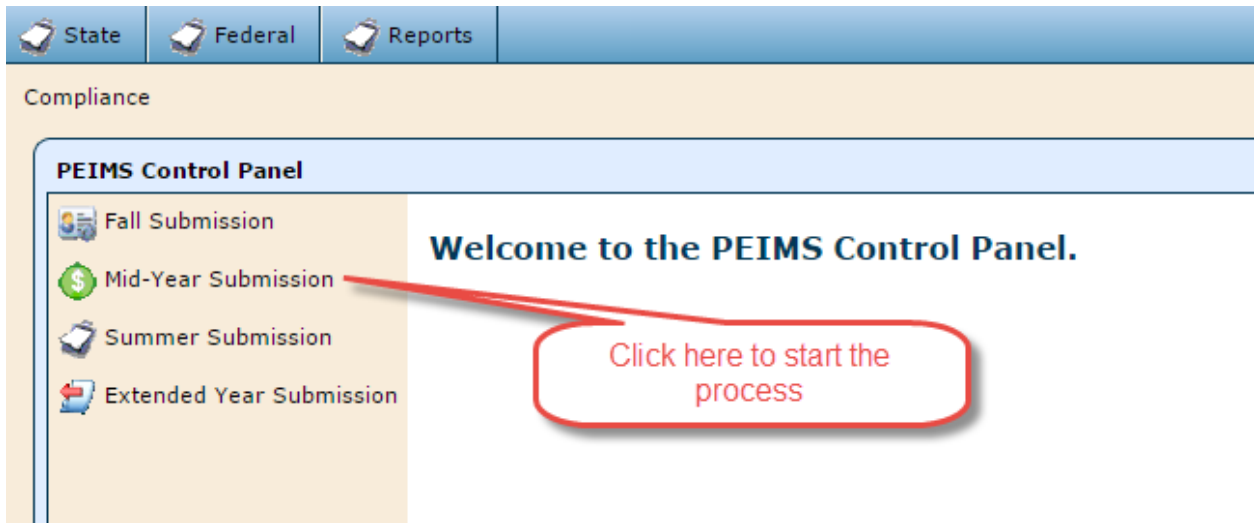 State Federal Reports
Compliance
PEIMS Control Panel
Fall Submission
Mid-Year Submission
Summer Submission
Extended Year Submission
Welcome to the PEIMS Control Panel.
Click here to start the
process